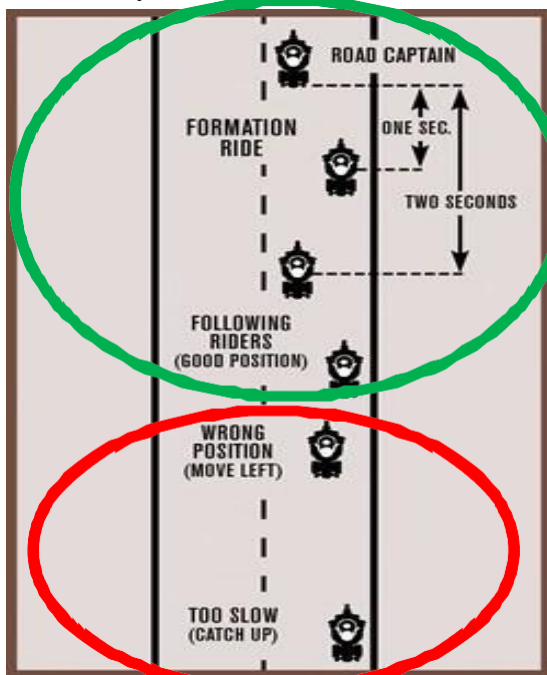 ROAD CAPTAIN
FORMATION
RIDE
ONE SEC.
TWO SECONDS
FOLLOWING
RIDERS
(GOOD POSITION)
WRONG
POSITION
(MOVE LEFT)
TOO SLOW
(CATCH UP)